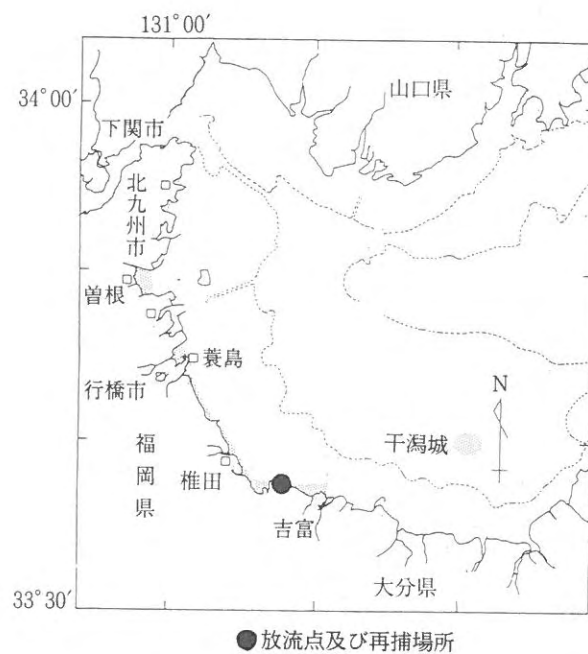 131°00′
34°00′
山口県
下関市
北九州市
曽根
蓑島
行橋市
N
干潟城
福岡県
椎田
吉富
大分県
33°30′
●放流点及び再捕場所